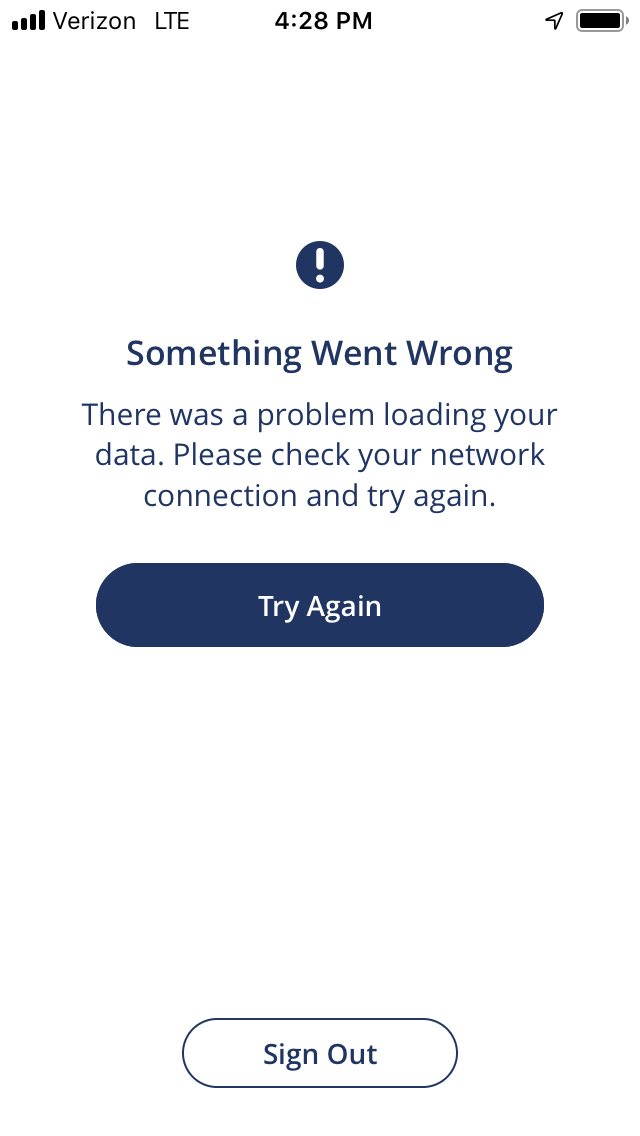 Verizon LTE 4:28 PM
Something Went Wrong
There was a problem loading your
data. Please check your network
connection and try again.
Try Again
Sign Out